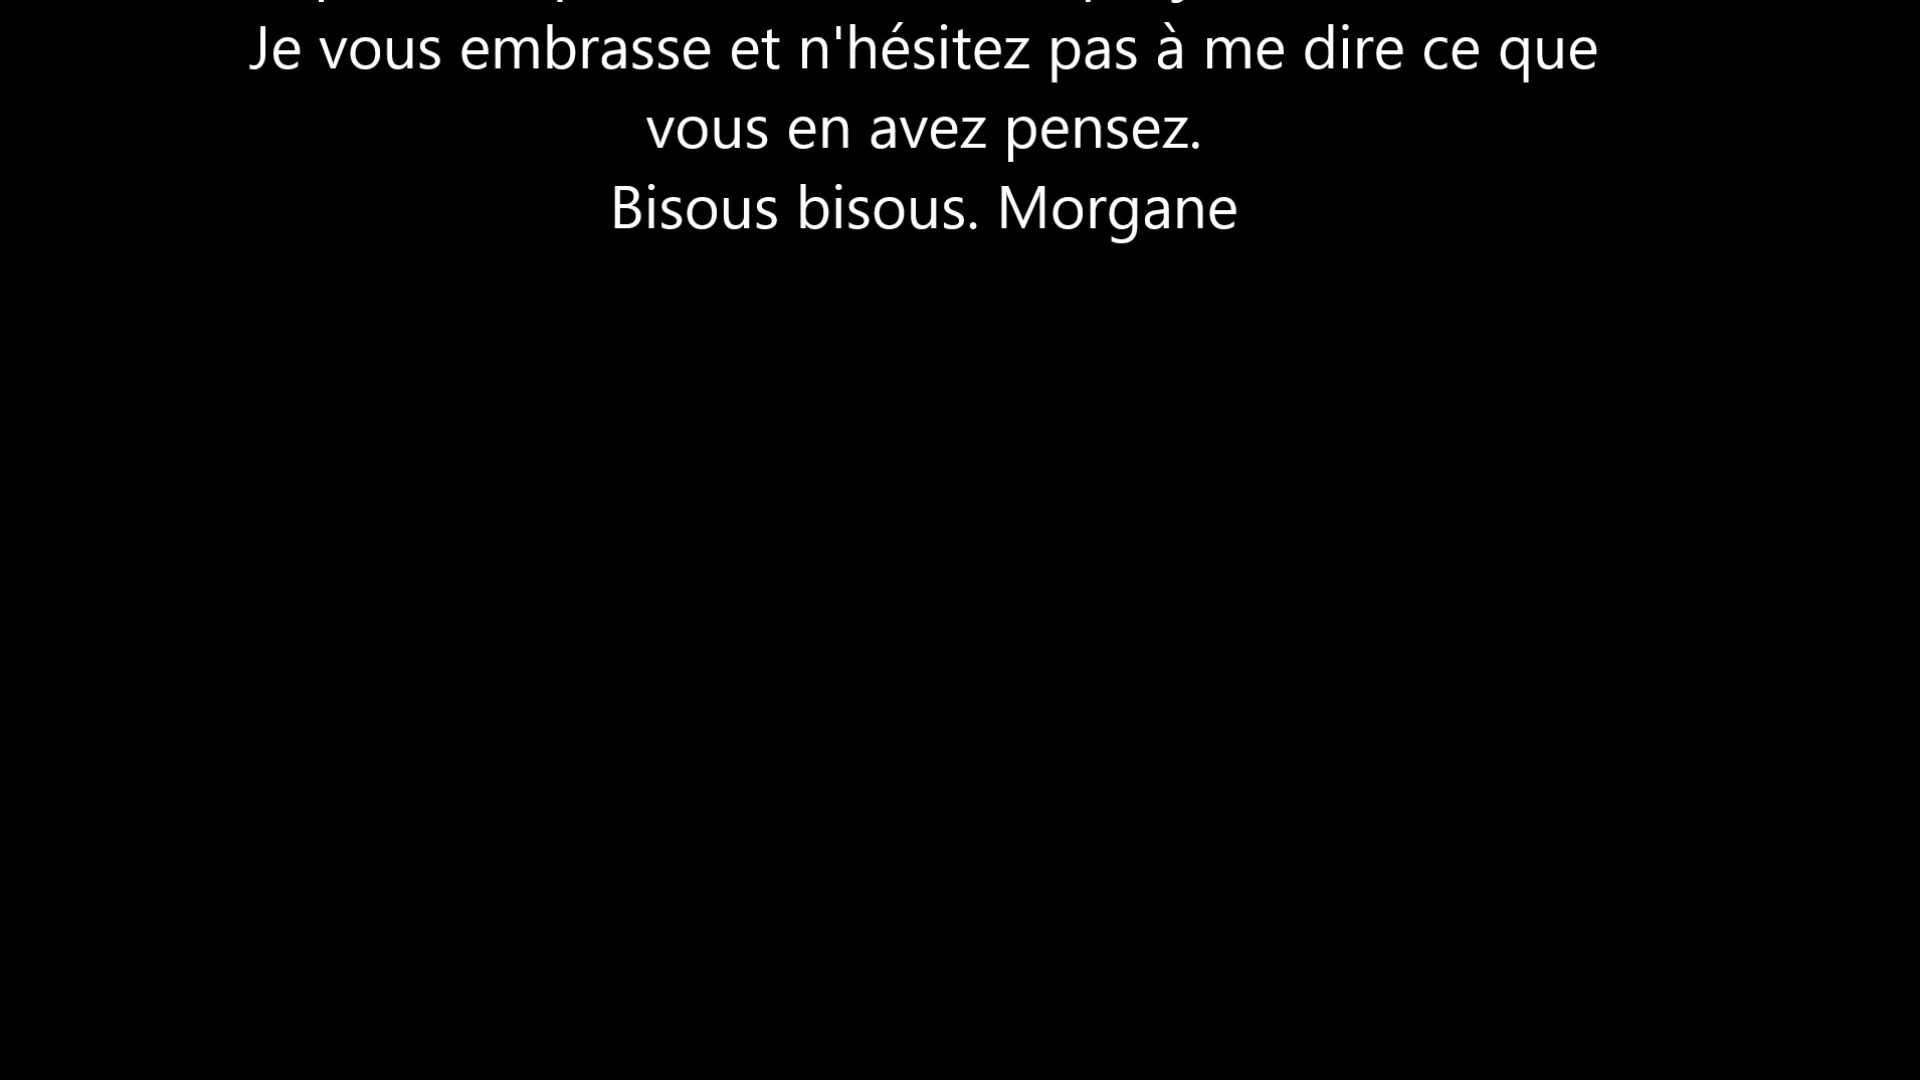 Je vous embrasse et n'hésitez pas à me dire ce que
vous en avez pensez.
Bisous bisous. Morgane